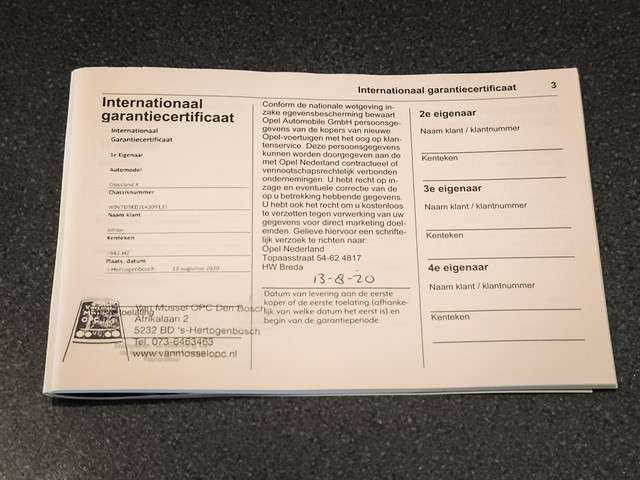 Internationaal garantiecertificaat 3
Internationaal
garantiecertificaat
Internationaal
Garantiecertificaat
1e Eigenaar
Automodel
Crossland X
Chassisnummer
Naam klant
Kenteken
Plaats, datum
's-Hertogenbosch 13 augustus 2020
toelating
Van Mossel OPC Den Bosch
Afrikalaan 2
5232 BD 's-Hertogenbosch
Tel. 073-6463463
www.vanmosselopc.nl
Conform de nationale wetgeving in-
zake egevensbescherming bewaart
Opel Automobile GmbH persoonsge-
gevens van de kopers van nieuwe
Opel-voertugen met het oog op klan-
tenservice. Deze persoonsgegevens
kunnen worden doorgegeven aan de
met Opel Nederland contractueel of
vennootschapsrechtelijk verbonden
ondernemingen. U hebt recht op in-
zage en eventuele correctie van de
op u betrekking hebbende gegevens.
U hebt ook het recht om u kostenloos
te verzetten tegen verwerking van uw
gegevens voor direct marketing doel-
einden. Gelieve hiervoor een schrifte-
lijk verzoek te richten naar:
Opel Nederland
Topaasstraat 54-62 4817
HW Breda
13-8-20
Datum van levering aan de eerste
koper of de eerste toelating (afhanke-
lijk van welke datum het eerst is) en
begin van de garantieperiode.
2e eigenaar
Naam klant / klantnummer
Kenteken
3e eigenaar
Naam klant / klantnummer
Kenteken
4e eigenaar
Naam klant / klantnummer
Kenteken